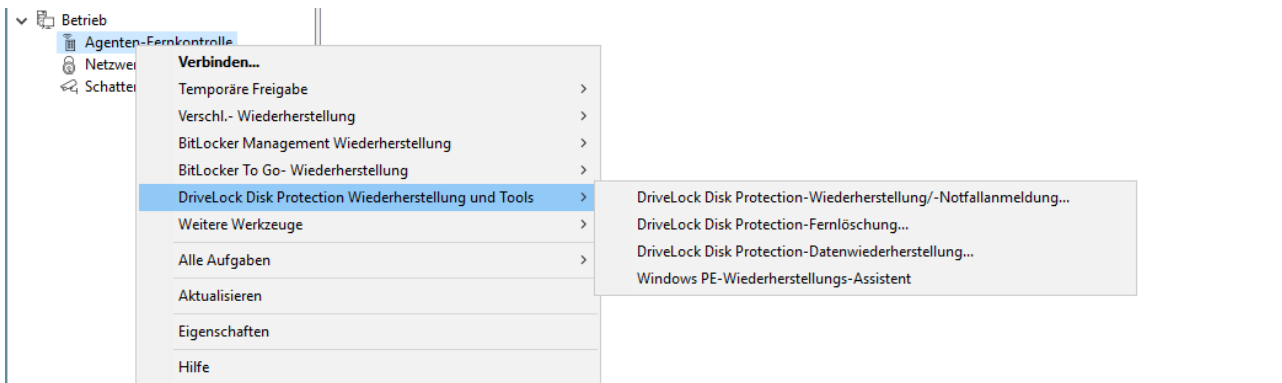 Betrieb
Agenten-Fernkontrolle
Netzwe
Schatte
Verbinden...
Temporäre Freigabe
Verschl.- Wiederherstellung
BitLocker Management Wiederherstellung
BitLocker To Go- Wiederherstellung
DriveLock Disk Protection Wiederherstellung und Tools
Weitere Werkzeuge
Alle Aufgaben
Aktualisieren
Eigenschaften
Hilfe
DriveLock Disk Protection-Wiederherstellung/-Notfallanmeldung...
DriveLock Disk Protection-Fernlöschung...
DriveLock Disk Protection-Datenwiederherstellung...
Windows PE-Wiederherstellungs-Assistent